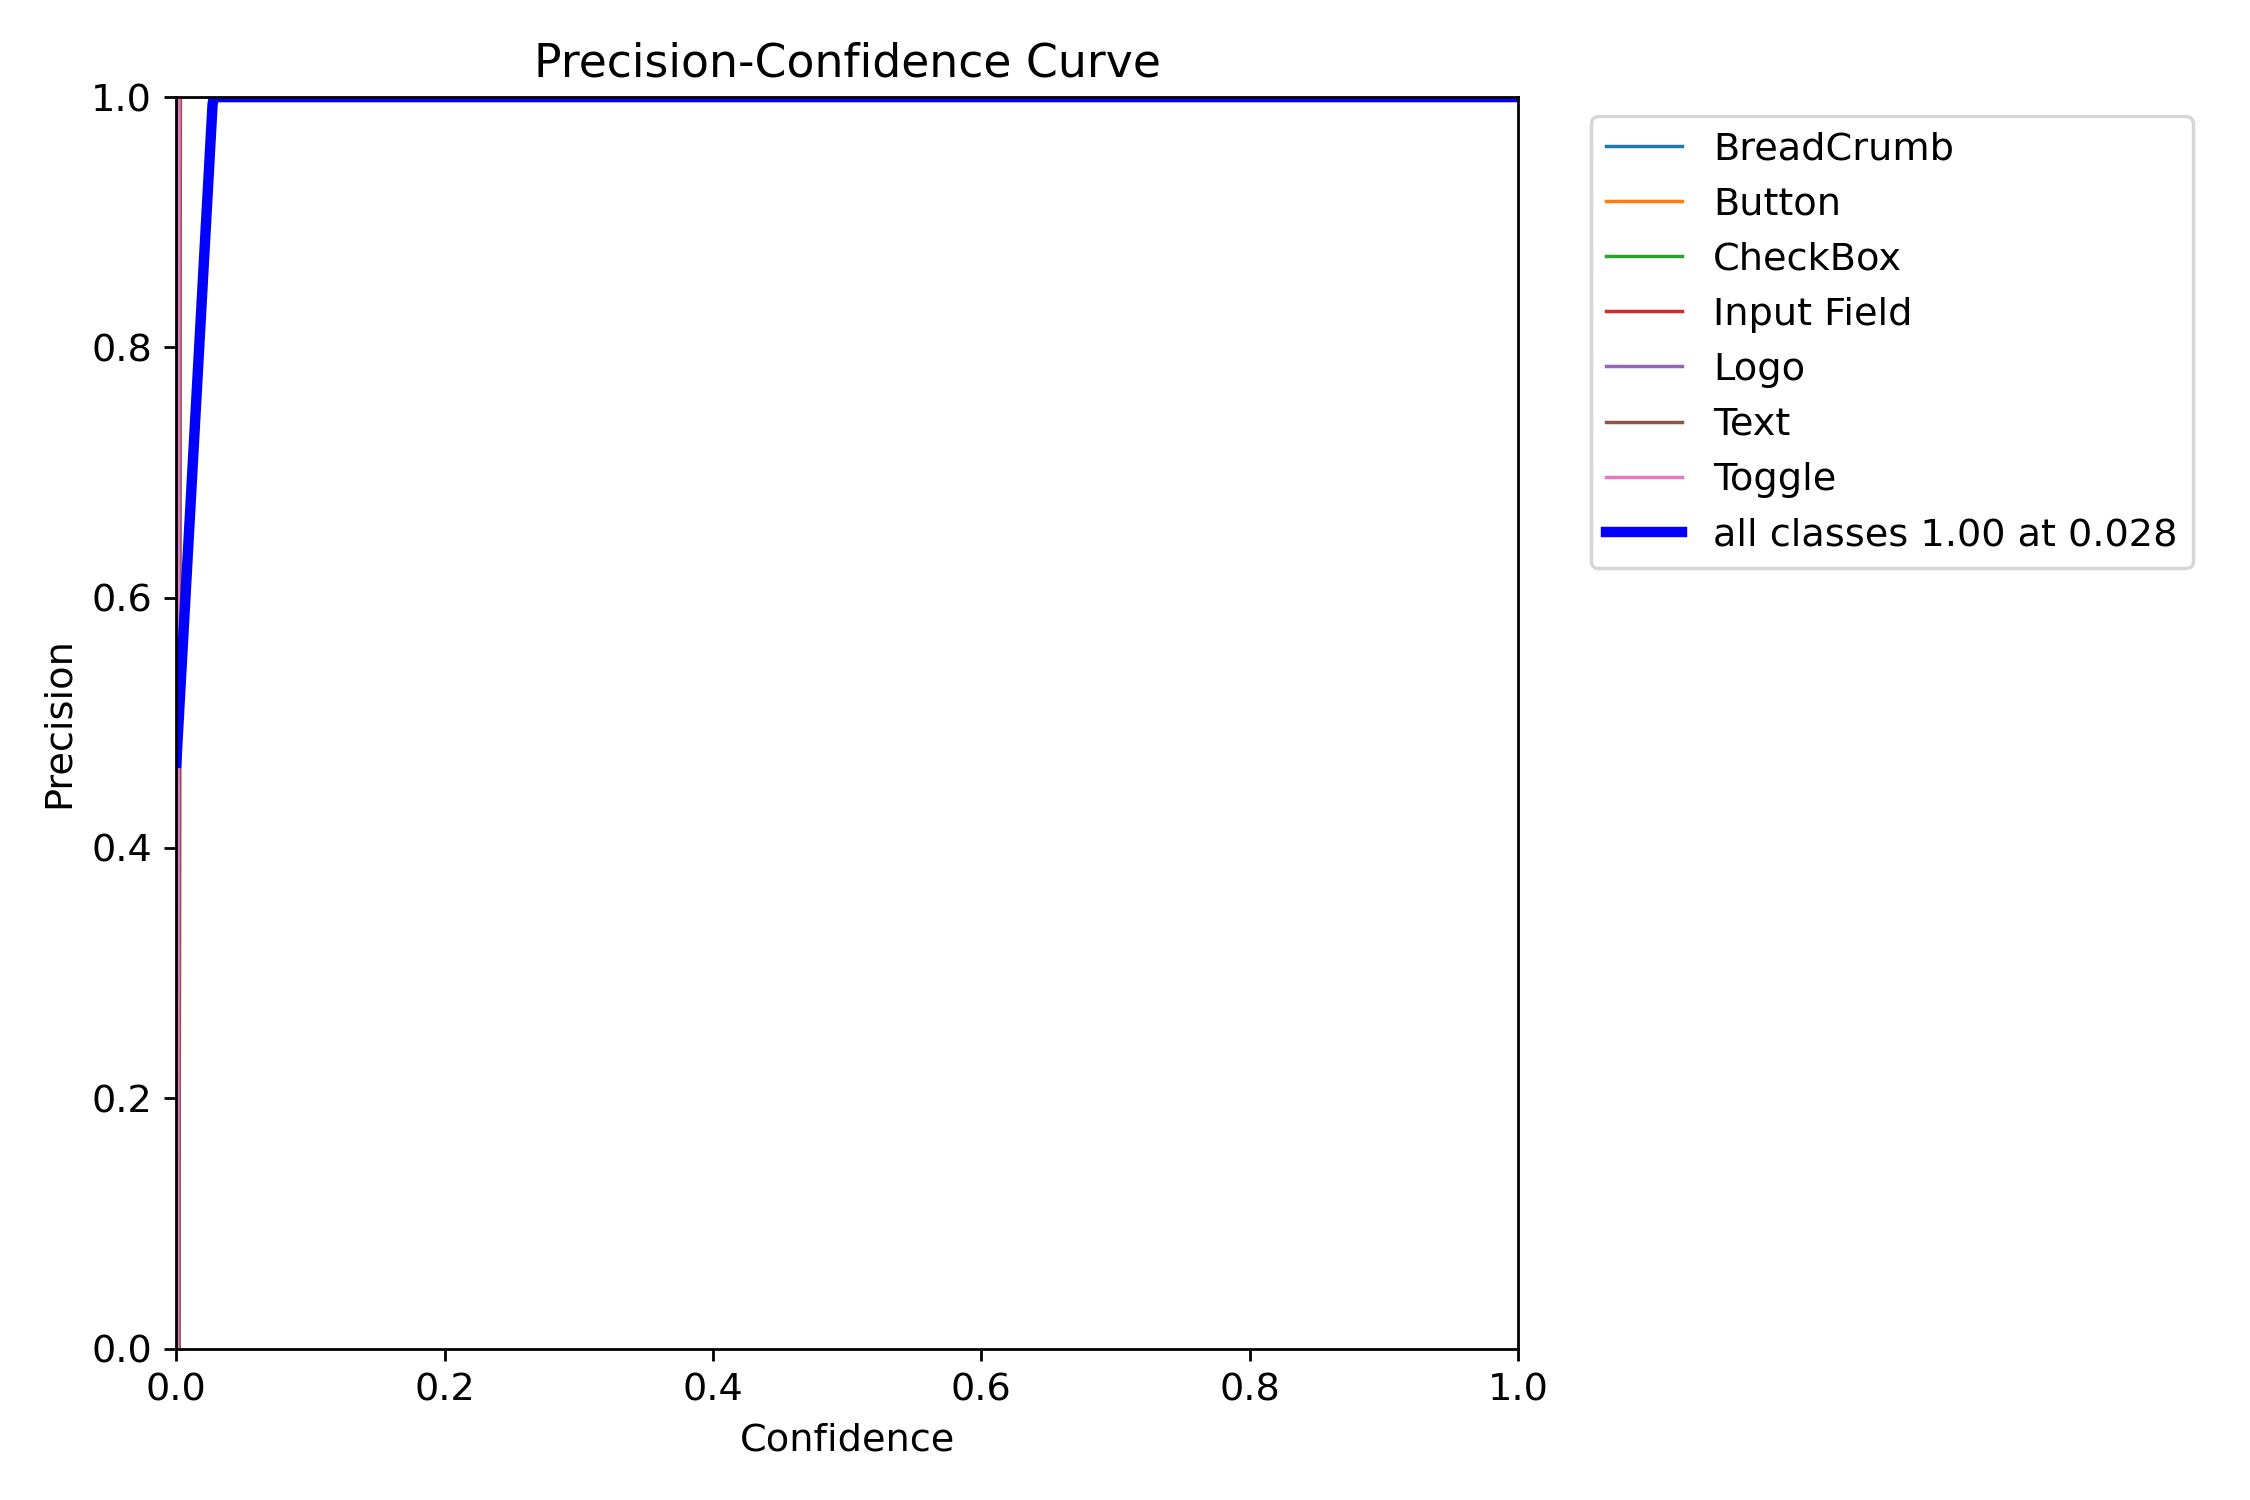 Precision-Confidence Curve
1.0
0.8
0.6
0.4
0.2
0.0
Precision
0.0 0.2 0.4 0.6 0.8 1.0
Confidence
BreadCrumb
Button
CheckBox
Input Field
Logo
Text
Toggle
all classes 1.00 at 0.028